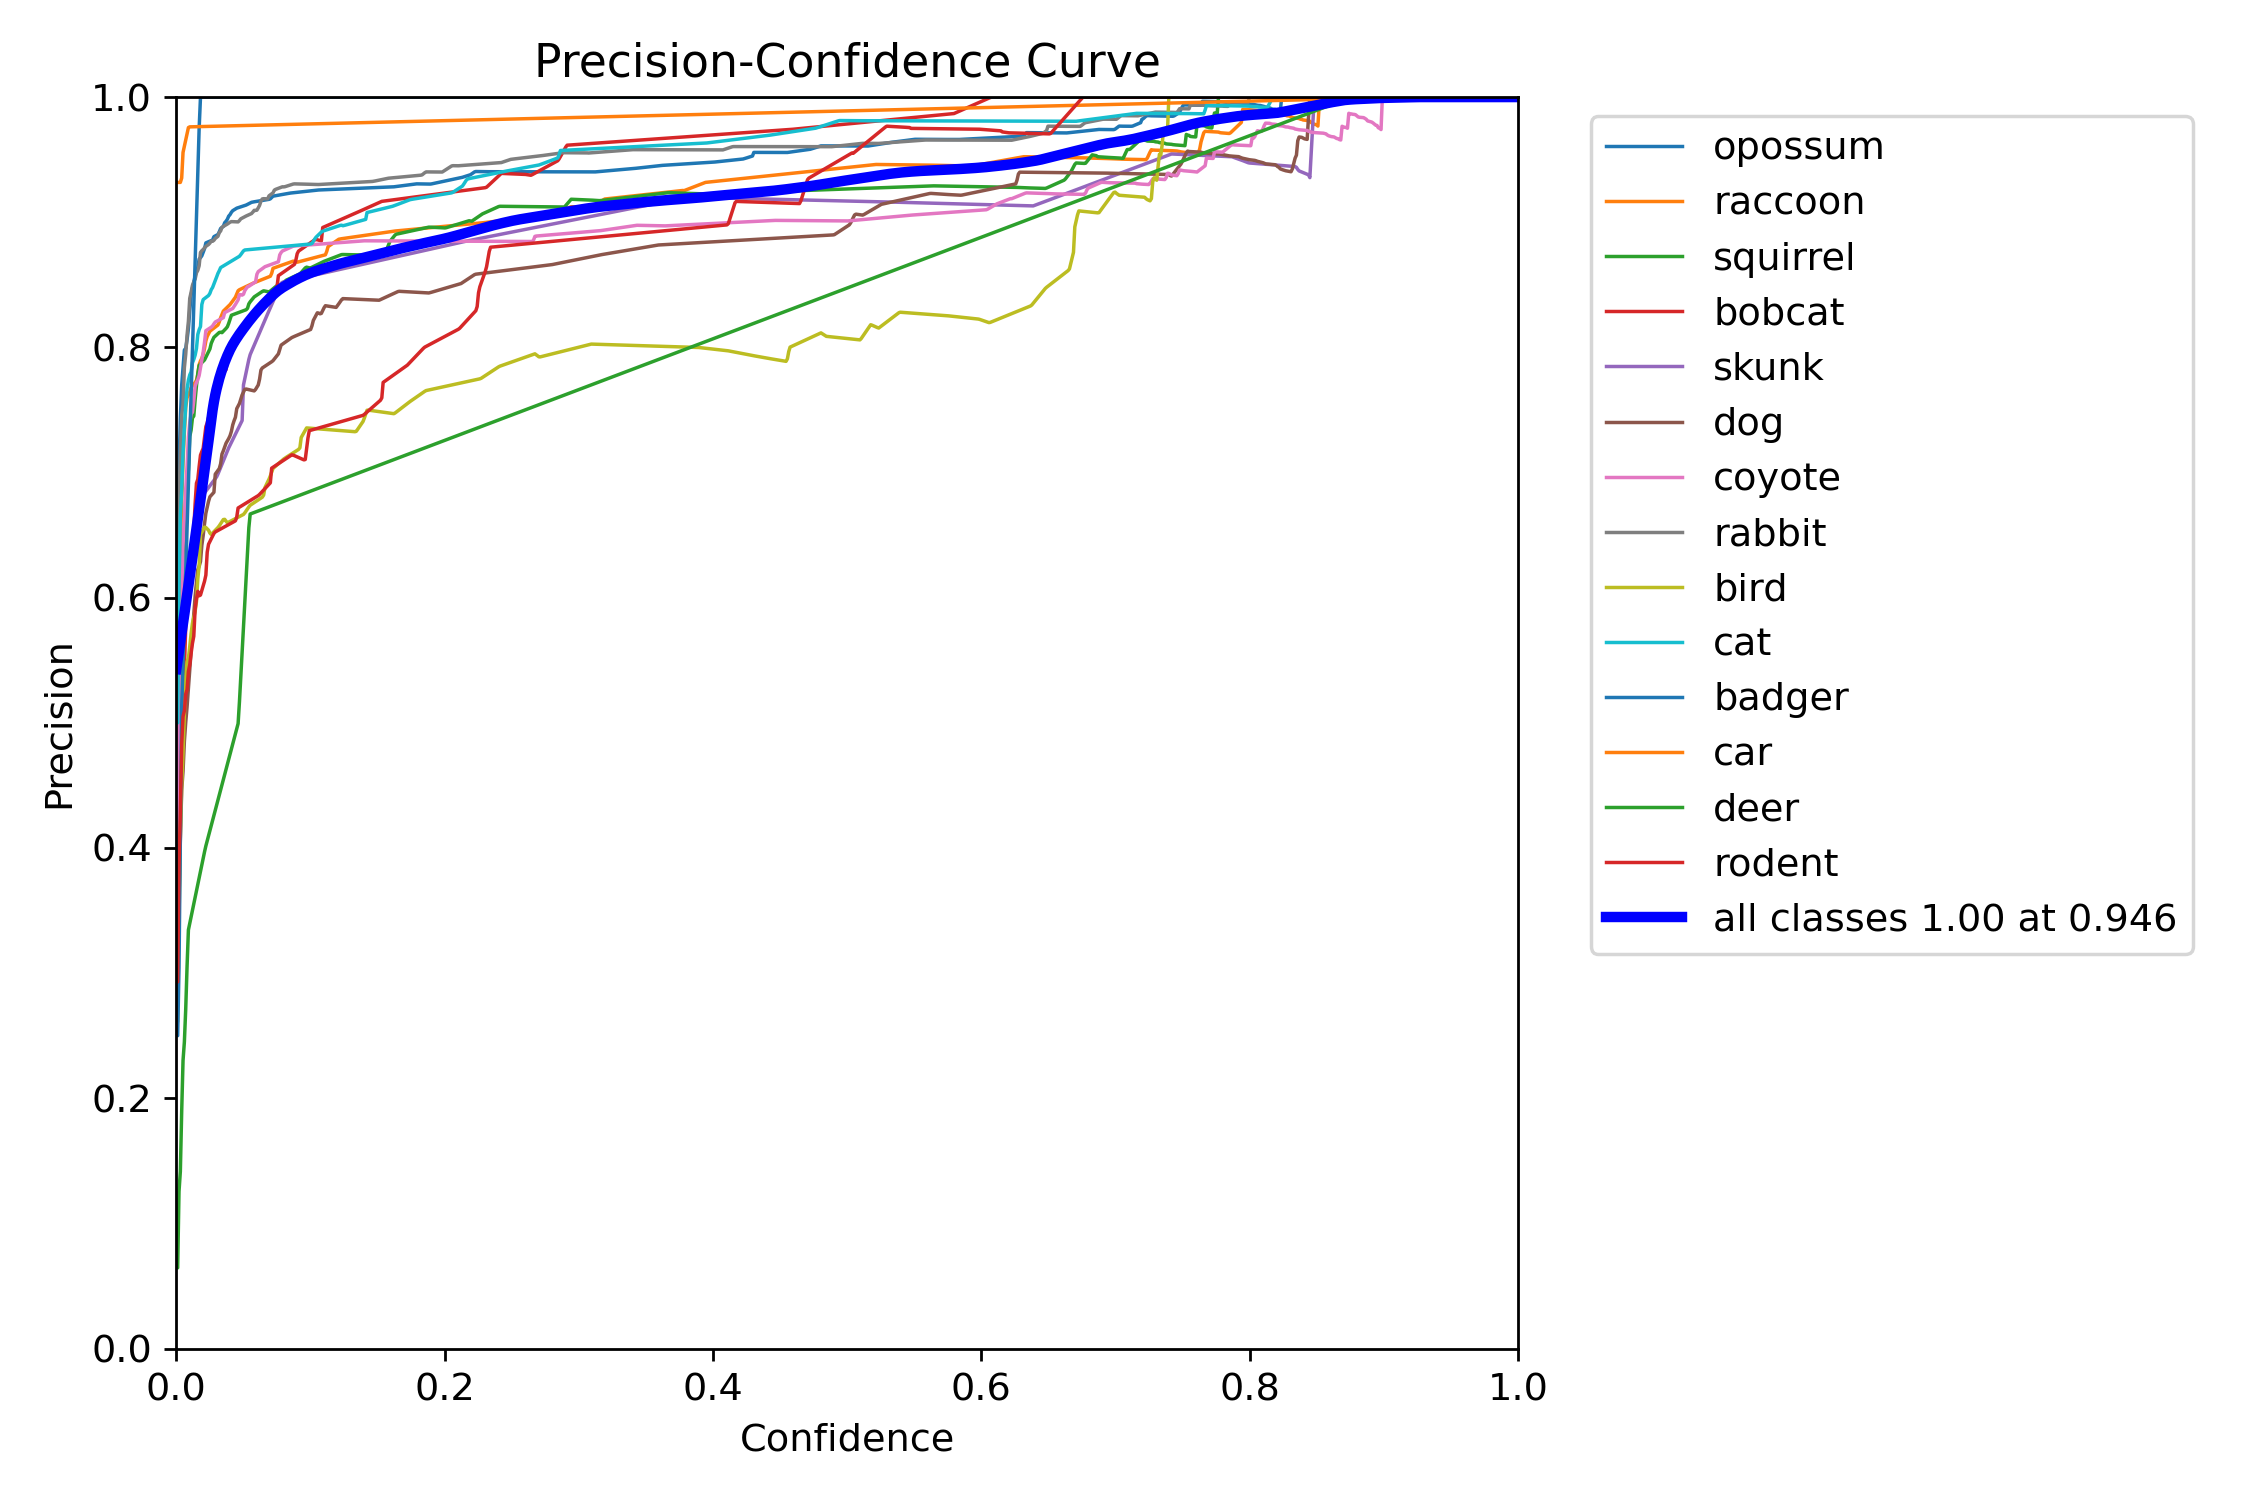 Precision-Confidence Curve
1.0
0.8
0.6
0.4
0.2
0.0
Precision
0.0 0.2 0.4 0.6 0.8 1.0
Confidence
opossum
raccoon
squirrel
bobcat
skunk
dog
coyote
rabbit
bird
cat
badger
car
deer
rodent
all classes 1.00 at 0.946